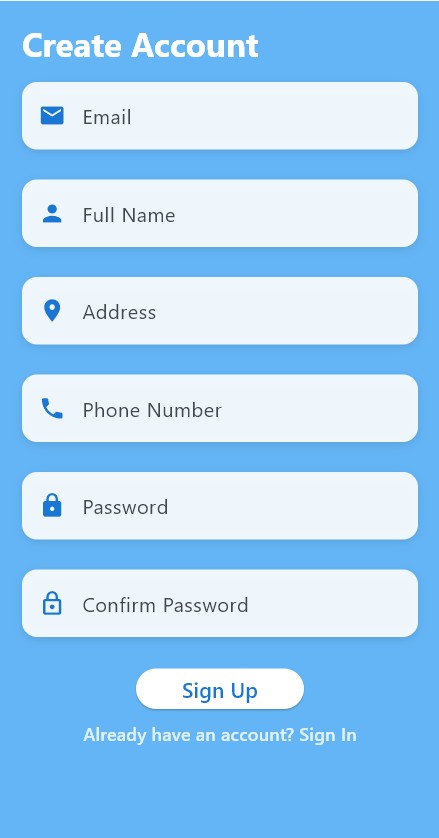 Create Account
Email
Full Name
Address
Phone Number
Password
Confirm Password
Sign Up
Already have an account? Sign In